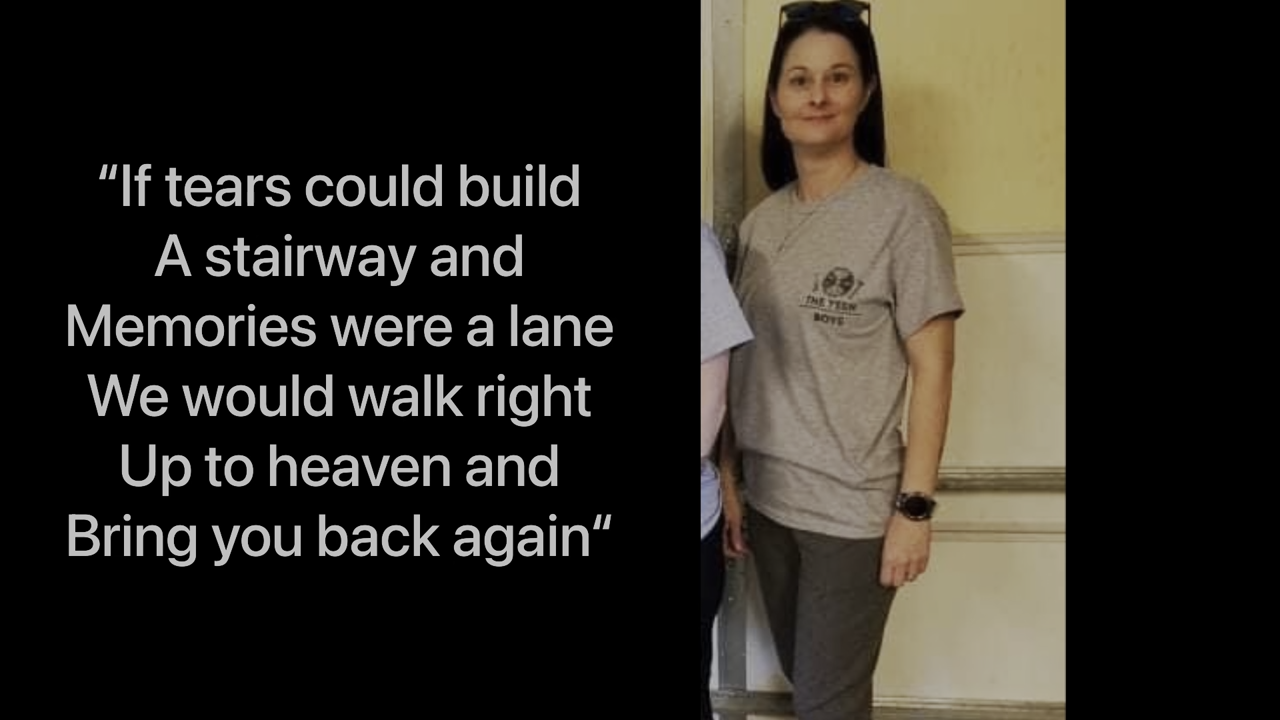 “If tears could build
A stairway and
Memories were a lane
We would walk right
Up to heaven and
Bring you back again“
THE
BOYS